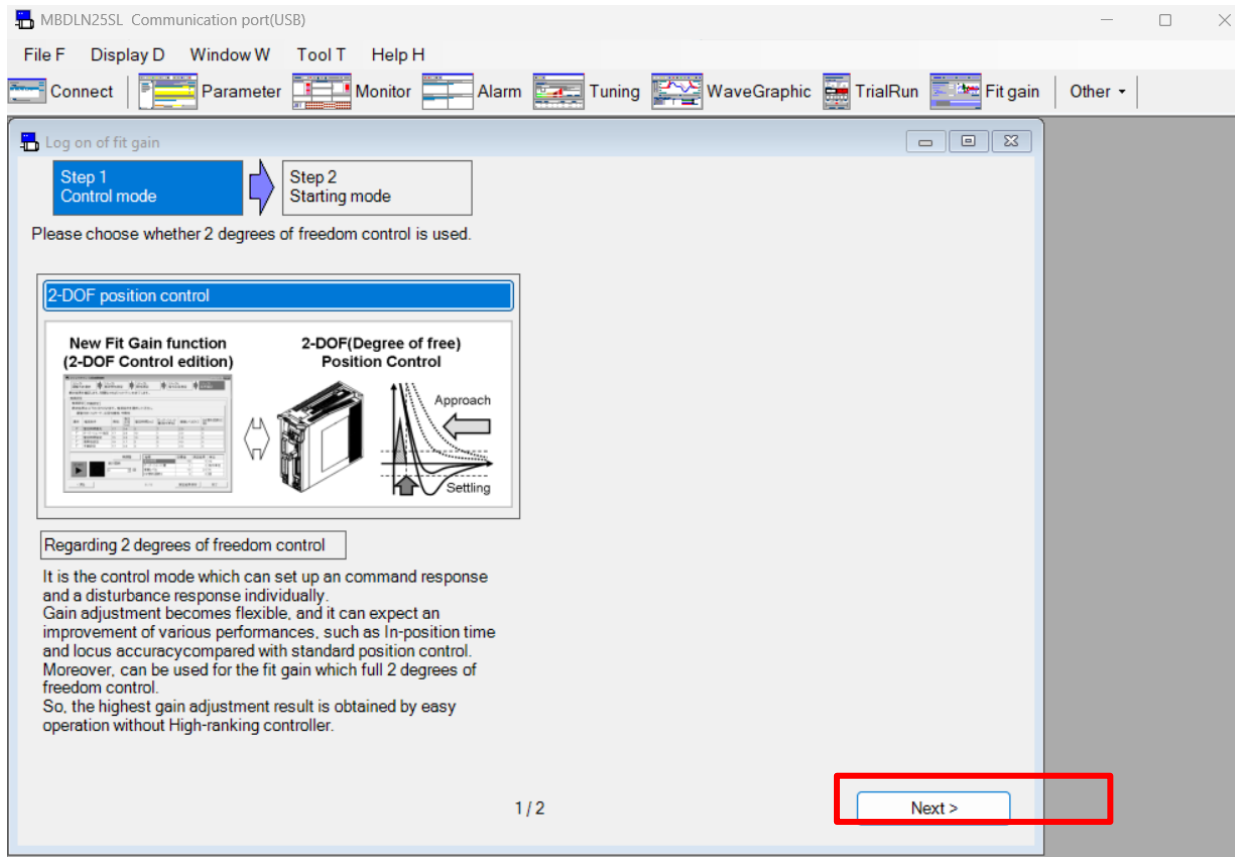 MBDLN25SL Communication port(USB)
File F Display D Window W Tool T Help H
Connect Parameter Monitor Alarm Tuning WaveGraphic TrialRun Fit gain Other
Log on of fit gain
Step 1
Control mode
Step 2
Starting mode
Please choose whether 2 degrees of freedom control is used.
2-DOF position control
New Fit Gain function
(2-DOF Control edition)
2-DOF(Degree of free)
Position Control
Approach
Settling
Regarding 2 degrees of freedom control
It is the control mode which can set up an command response
and a disturbance response individually.
Gain adjustment becomes flexible, and it can expect an
improvement of various performances, such as In-position time
and locus accuracycompared with standard position control.
Moreover, can be used for the fit gain which full 2 degrees of
freedom control.
So, the highest gain adjustment result is obtained by easy
operation without High-ranking controller.
1 / 2
Next >